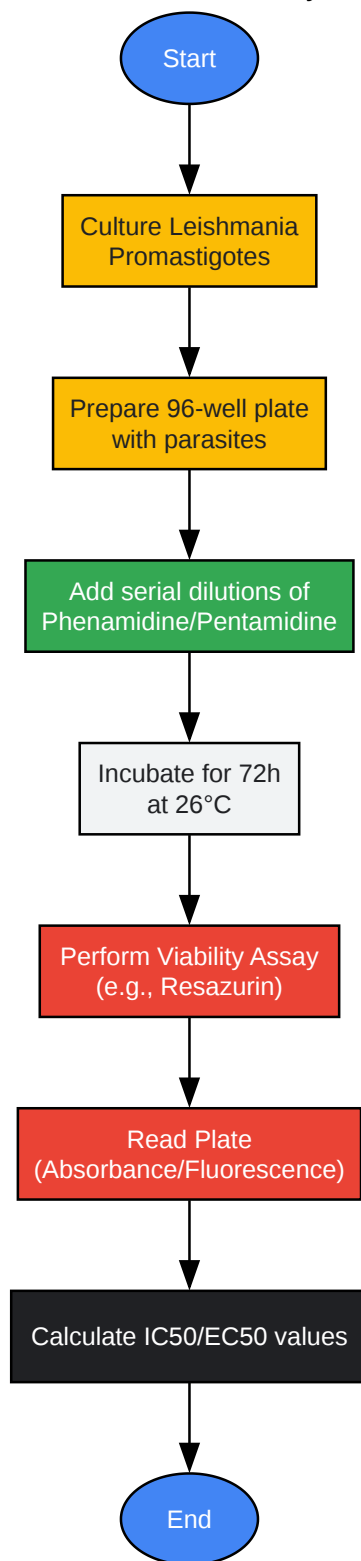 Start
Culture Leishmania
Promastigotes
Prepare 96-well plate
with parasites
Add serial dilutions of
Phenamidine/Pentamidine
Incubate for 72h
at 26°C
Perform Viability Assay
(e.g., Resazurin)
Read Plate
(Absorbance/Fluorescence)
Calculate IC50/EC50 values
End